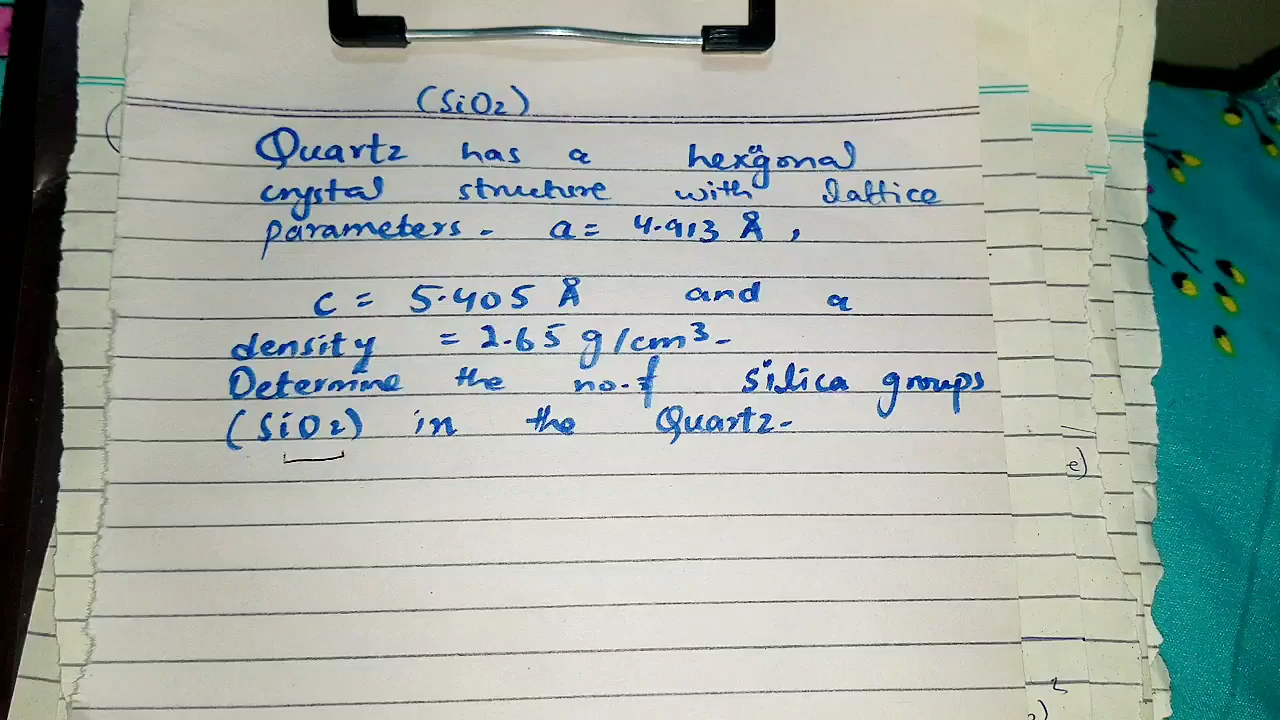 (SiO2)
Quartz has a hexagonal
crystal structure with lattice
parameters. a = 4.913 Å,
c = 5.405 Å and a
density = 2.65 g/cm³.
Determine the no. of silica groups
(SiO2) in the Quartz.
e)